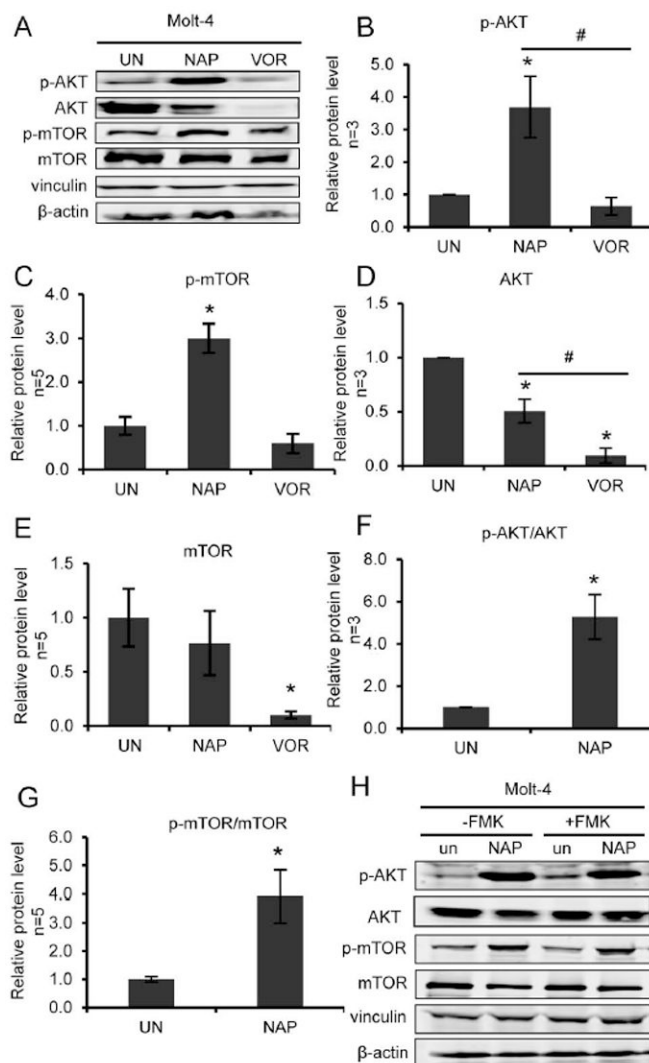 A
Molt-4
UN NAP VOR
p-AKT
AKT
p-mTOR
mTOR
vinculin
β-actin
B
p-AKT
#
*
Relative protein level
n=3
5.0
4.0
3.0
2.0
1.0
0.0
UN NAP VOR
C
p-mTOR
*
Relative protein level
n=5
4.0
3.0
2.0
1.0
0.0
UN NAP VOR
D
AKT
#
*
*
Relative protein level
n=3
1.5
1.0
0.5
0.0
UN NAP VOR
E
mTOR
*
Relative protein level
n=5
1.5
1.0
0.5
0.0
UN NAP VOR
F
p-AKT/AKT
*
Relative protein level
n=3
8.0
6.0
4.0
2.0
0.0
UN NAP
G
p-mTOR/mTOR
*
Relative protein level
n=5
6.0
5.0
4.0
3.0
2.0
1.0
0.0
UN NAP
H
Molt-4
-FMK +FMK
un NAP un NAP
p-AKT
AKT
p-mTOR
mTOR
vinculin
β-actin